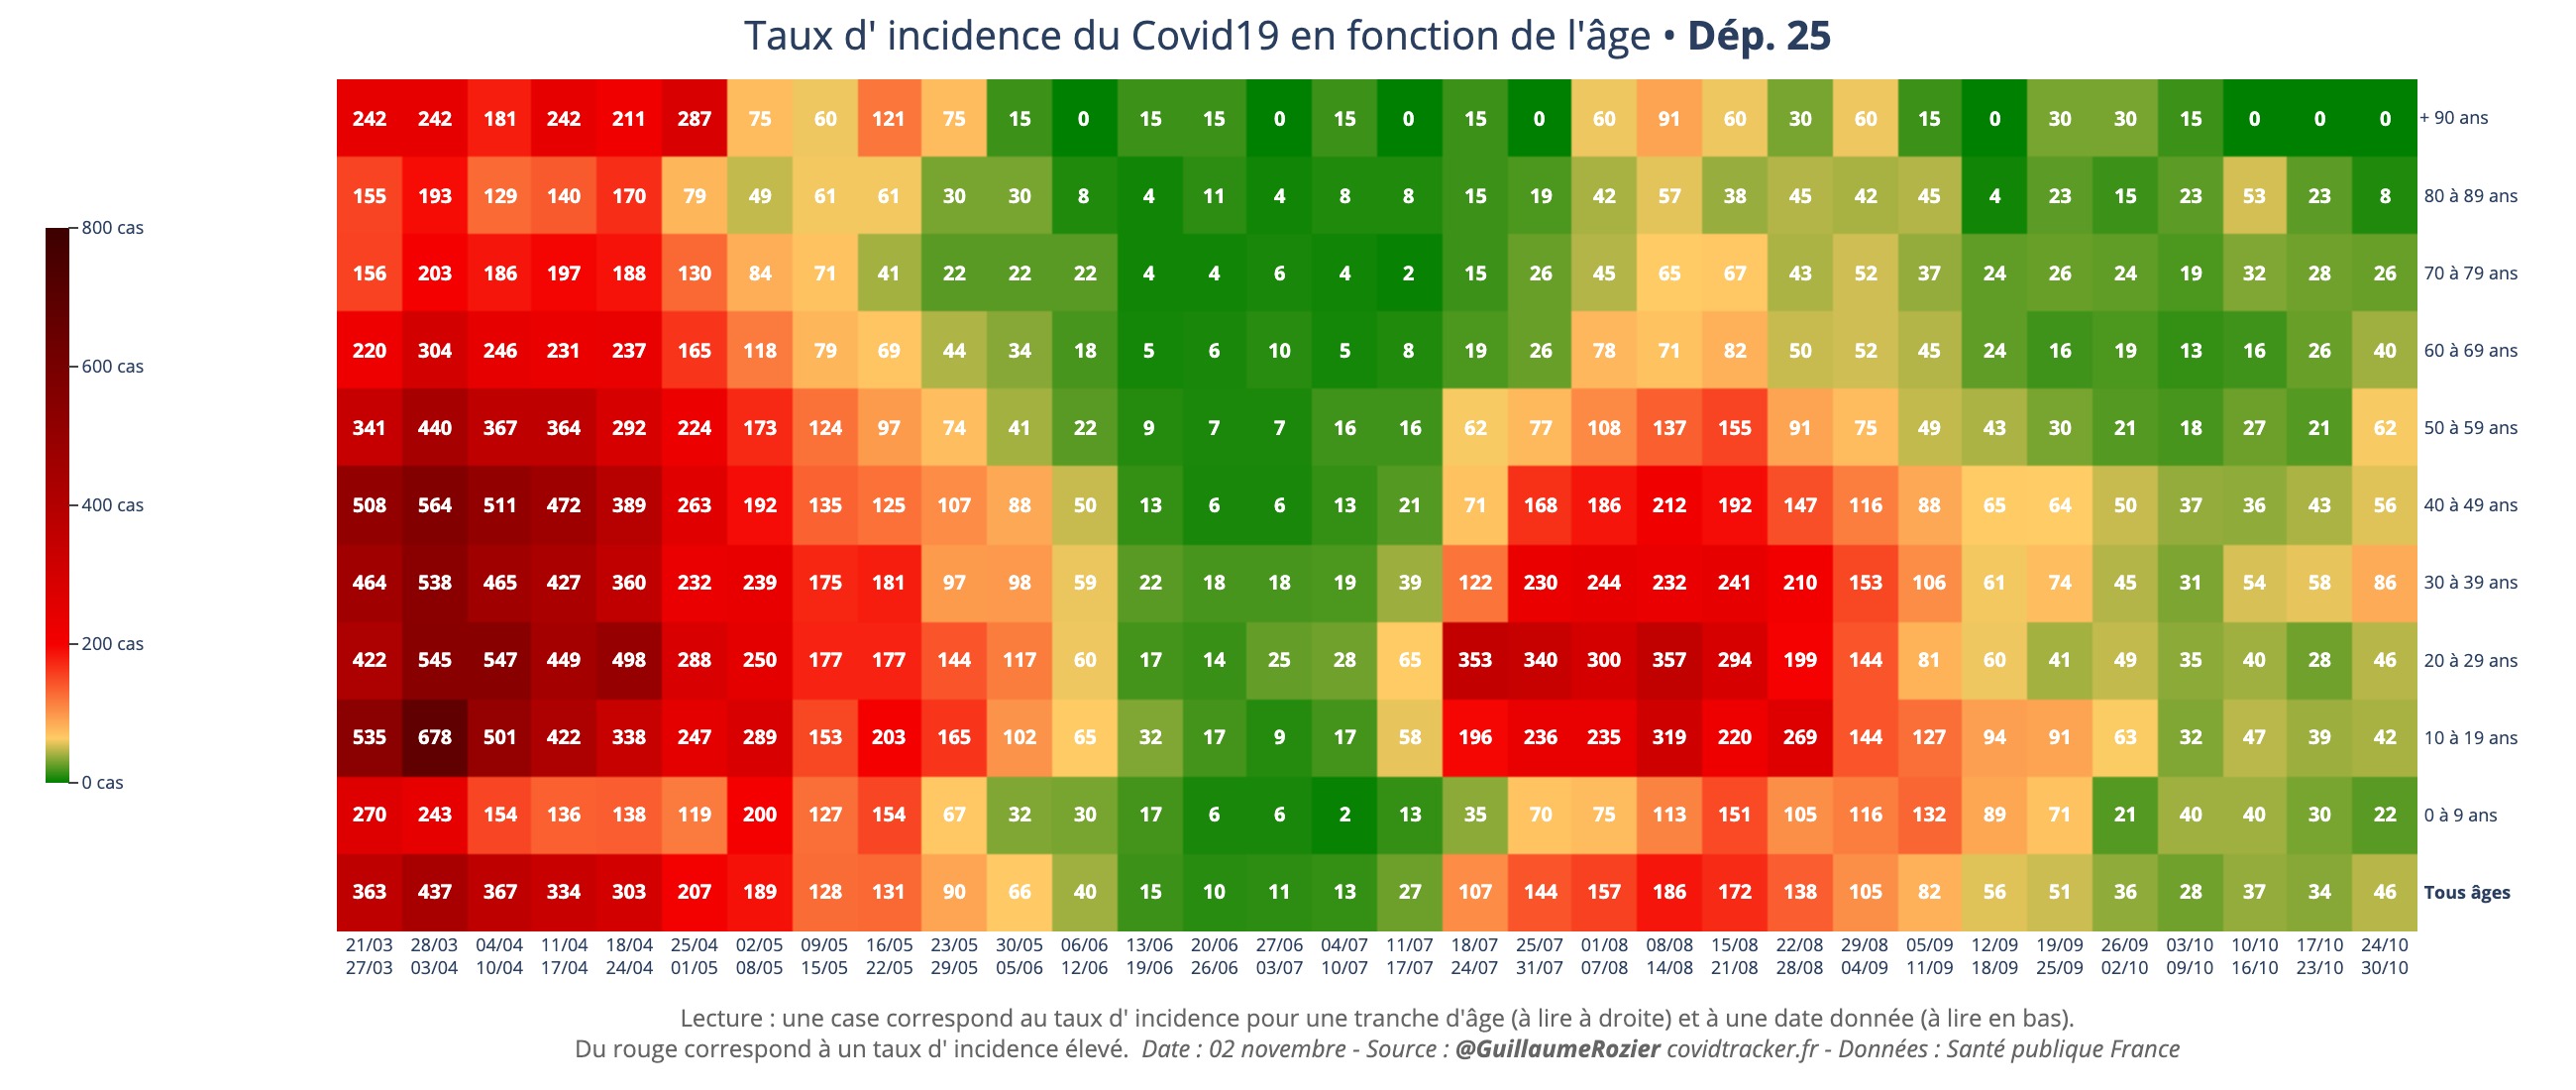 Taux d' incidence du Covid19 en fonction de l'âge • Dép. 25
800 cas
600 cas
400 cas
200 cas
0 cas
242 242 181 242 211 287 75 60 121 75 15 0 15 15 0 15 0 15 0 60 91 60 30 60 15 0 30 30 15 0 0 0 + 90 ans
155 193 129 140 170 79 49 61 61 30 30 8 4 11 4 8 8 15 19 42 57 38 45 42 45 4 23 15 23 53 23 8 80 à 89 ans
156 203 186 197 188 130 84 71 41 22 22 22 4 4 6 4 2 15 26 45 65 67 43 52 37 24 26 24 19 32 28 26 70 à 79 ans
220 304 246 231 237 165 118 79 69 44 34 18 5 6 10 5 8 19 26 78 71 82 50 52 45 24 16 19 13 16 26 40 60 à 69 ans
341 440 367 364 292 224 173 124 97 74 41 22 9 7 7 16 16 62 77 108 137 155 91 75 49 43 30 21 18 27 21 62 50 à 59 ans
508 564 511 472 389 263 192 135 125 107 88 50 13 6 6 13 21 71 168 186 212 192 147 116 88 65 64 50 37 36 43 56 40 à 49 ans
464 538 465 427 360 232 239 175 181 97 98 59 22 18 18 19 39 122 230 244 232 241 210 153 106 61 74 45 31 54 58 86 30 à 39 ans
422 545 547 449 498 288 250 177 177 144 117 60 17 14 25 28 65 353 340 300 357 294 199 144 81 60 41 49 35 40 28 46 20 à 29 ans
535 678 501 422 338 247 289 153 203 165 102 65 32 17 9 17 58 196 236 235 319 220 269 144 127 94 91 63 32 47 39 42 10 à 19 ans
270 243 154 136 138 119 200 127 154 67 32 30 17 6 6 2 13 35 70 75 113 151 105 116 132 89 71 21 40 40 30 22 0 à 9 ans
363 437 367 334 303 207 189 128 131 90 66 40 15 10 11 13 27 107 144 157 186 172 138 105 82 56 51 36 28 37 34 46 Tous âges
21/03 28/03 04/04 11/04 18/04 25/04 02/05 09/05 16/05 23/05 30/05 06/06 13/06 20/06 27/06 04/07 11/07 18/07 25/07 01/08 08/08 15/08 22/08 29/08 05/09 12/09 19/09 26/09 03/10 10/10 17/10 24/10
27/03 03/04 10/04 17/04 24/04 01/05 08/05 15/05 22/05 29/05 05/06 12/06 19/06 26/06 03/07 10/07 17/07 24/07 31/07 07/08 14/08 21/08 28/08 04/09 11/09 18/09 25/09 02/10 09/10 16/10 23/10 30/10
Lecture : une case correspond au taux d' incidence pour une tranche d'âge (à lire à droite) et à une date donnée (à lire en bas).
Du rouge correspond à un taux d' incidence élevé. Date : 02 novembre - Source : @GuillaumeRozier covidtracker.fr - Données : Santé publique France